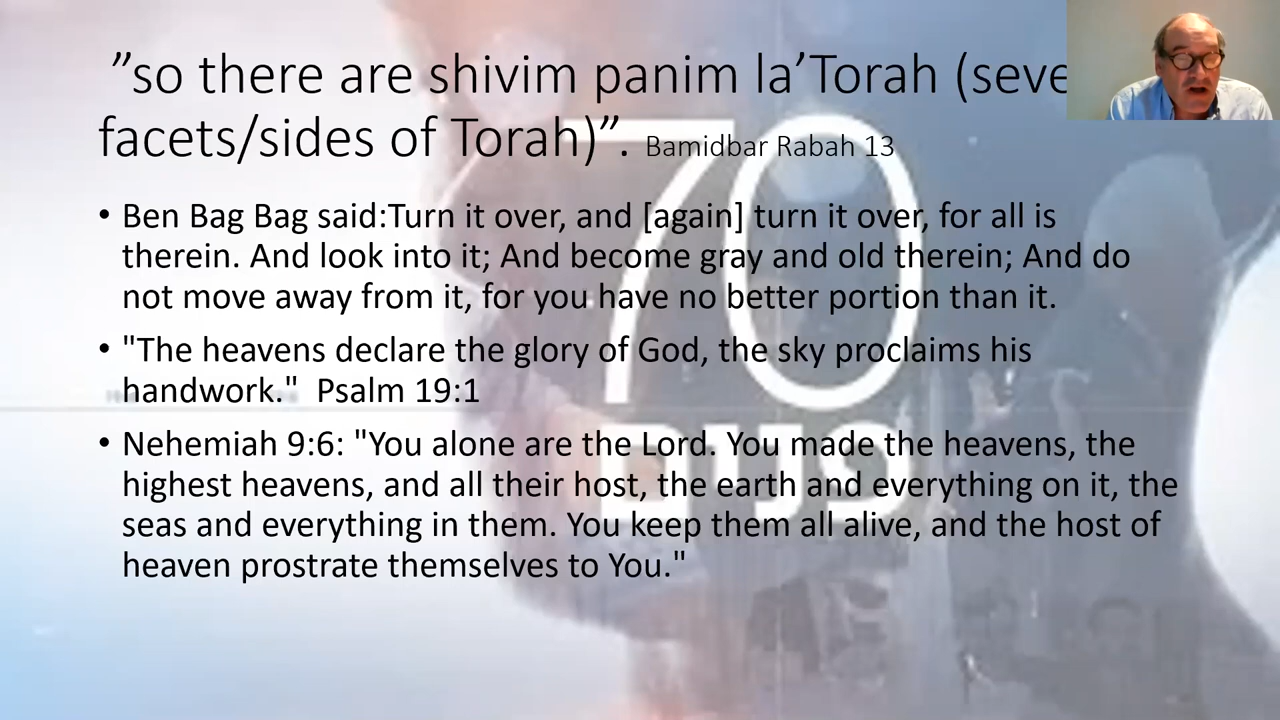 ”so there are shivim panim la’Torah (seve
facets/sides of Torah)”. Bamidbar Rabah 13
• Ben Bag Bag said:Turn it over, and [again] turn it over, for all is
therein. And look into it; And become gray and old therein; And do
not move away from it, for you have no better portion than it.
• "The heavens declare the glory of God, the sky proclaims his
handwork."  Psalm 19:1
• Nehemiah 9:6: "You alone are the Lord. You made the heavens, the
highest heavens, and all their host, the earth and everything on it, the
seas and everything in them. You keep them all alive, and the host of
heaven prostrate themselves to You."
70
פנים